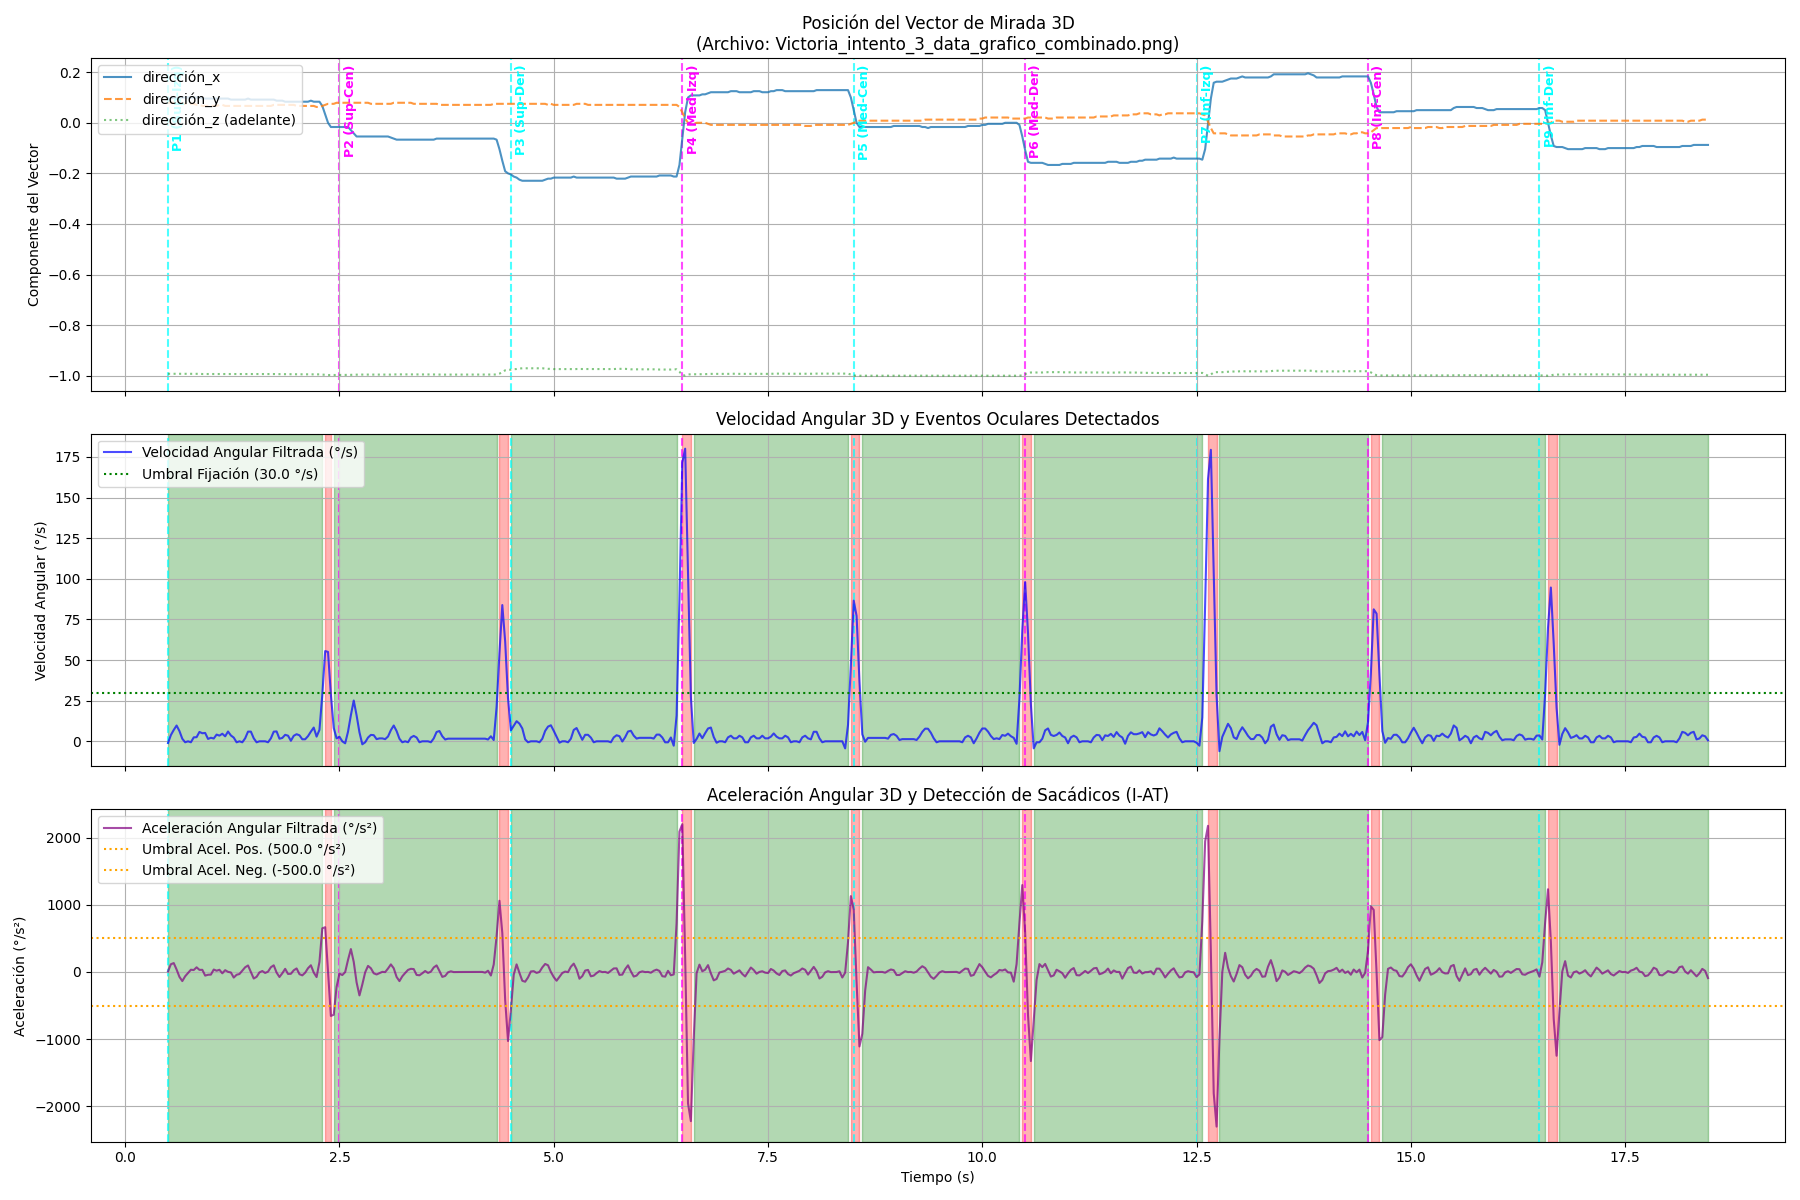 Posición del Vector de Mirada 3D
(Archivo: Victoria_intento_3_data_grafico_combinado.png)
Componente del Vector
0.2
0.0
−0.2
−0.4
−0.6
−0.8
−1.0
dirección_x
dirección_y
dirección_z (adelante)
P2 (Sup-Cen)
P3 (Sup-Der)
P4 (Med-Izq)
P5 (Med-Cen)
P6 (Med-Der)
P7 (Inf-Izq)
P8 (Inf-Cen)
P9 (Inf-Der)
Velocidad Angular 3D y Eventos Oculares Detectados
Velocidad Angular (°/s)
175
150
125
100
75
50
25
0
Velocidad Angular Filtrada (°/s)
Umbral Fijación (30.0 °/s)
Aceleración Angular 3D y Detección de Sacádicos (I-AT)
Aceleración (°/s²)
2000
1000
0
−1000
−2000
Aceleración Angular Filtrada (°/s²)
Umbral Acel. Pos. (500.0 °/s²)
Umbral Acel. Neg. (-500.0 °/s²)
0.0
2.5
5.0
7.5
10.0
12.5
15.0
17.5
Tiempo (s)